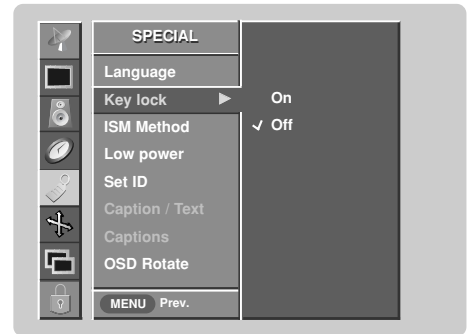 SPECIAL
Language
Key lock
On
ISM Method
Off
Low power
Set ID
Caption / Text
Captions
OSD Rotate
MENU Prev.